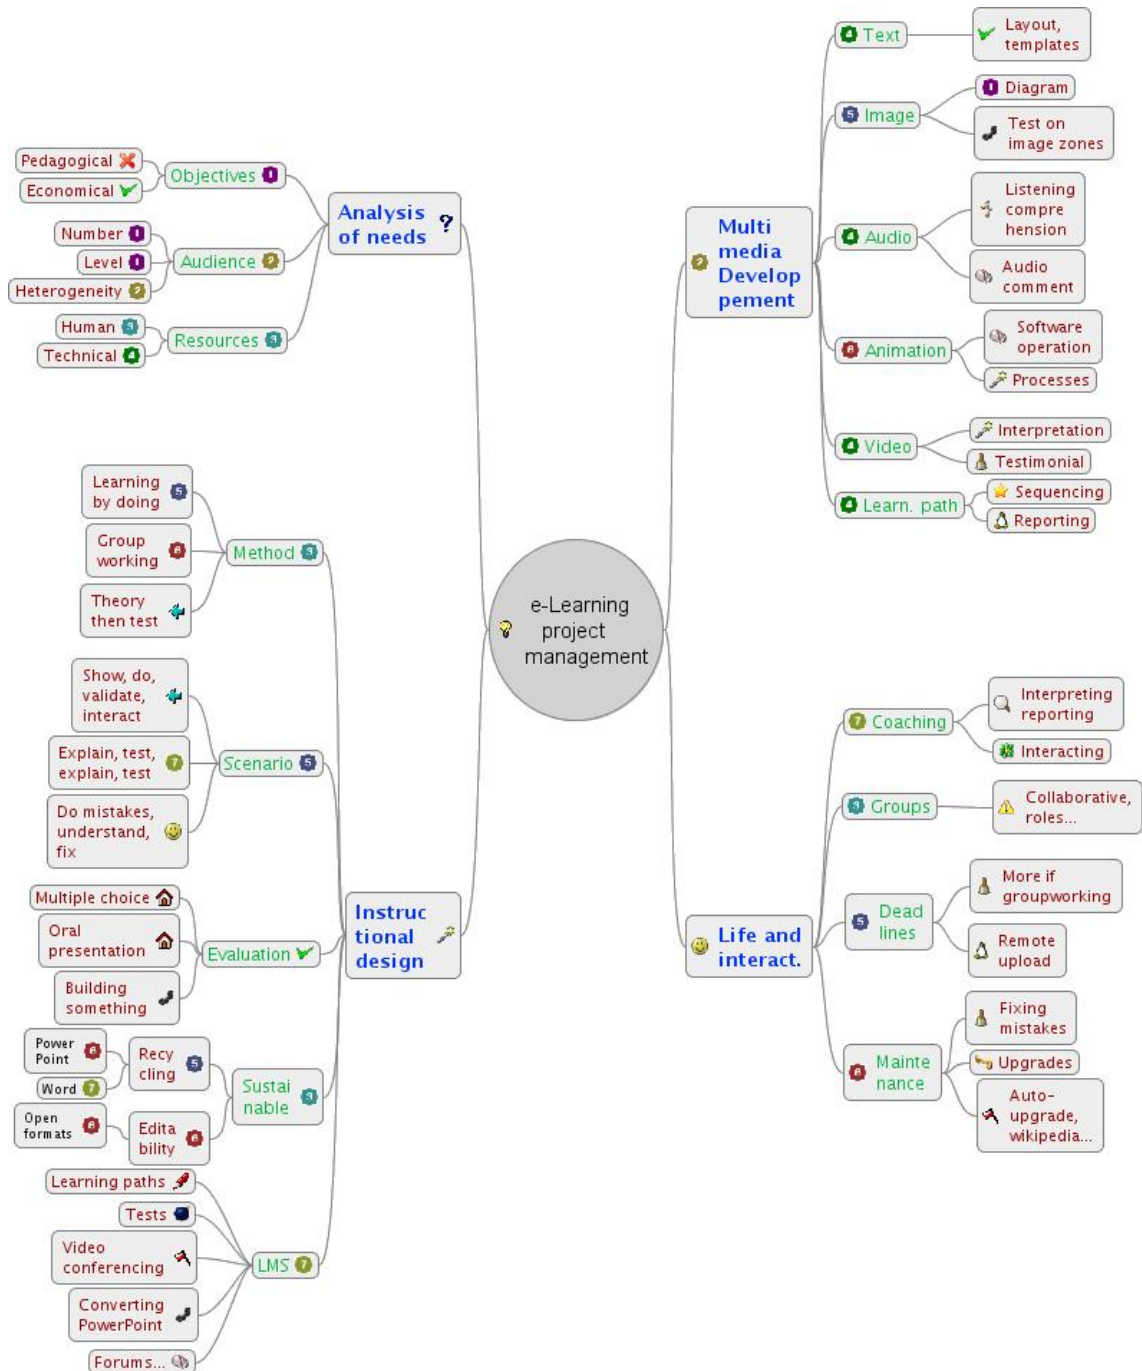 e-Learning
project
management
Analysis
of needs
Objectives
Pedagogical
Economical
Audience
Number
Level
Heterogeneity
Resources
Human
Technical
Instruc
tional
design
Method
Learning
by doing
Group
working
Theory
then test
Scenario
Show, do,
validate,
interact
Explain, test,
explain, test
Do mistakes,
understand,
fix
Evaluation
Multiple choice
Oral
presentation
Building
something
Sustai
nable
Recy
cling
Power
Point
Word
Edita
bility
Open
formats
LMS
Learning paths
Tests
Video
conferencing
Converting
PowerPoint
Forums...
Multi
media
Develop
pement
Text
Layout,
templates
Image
Diagram
Test on
image zones
Audio
Listening
compre
hension
Audio
comment
Animation
Software
operation
Processes
Video
Interpretation
Testimonial
Learn. path
Sequencing
Reporting
Life and
interact.
Coaching
Interpreting
reporting
Interacting
Groups
Collaborative,
roles...
Dead
lines
More if
groupworking
Remote
upload
Mainte
nance
Fixing
mistakes
Upgrades
Auto-
upgrade,
wikipedia...